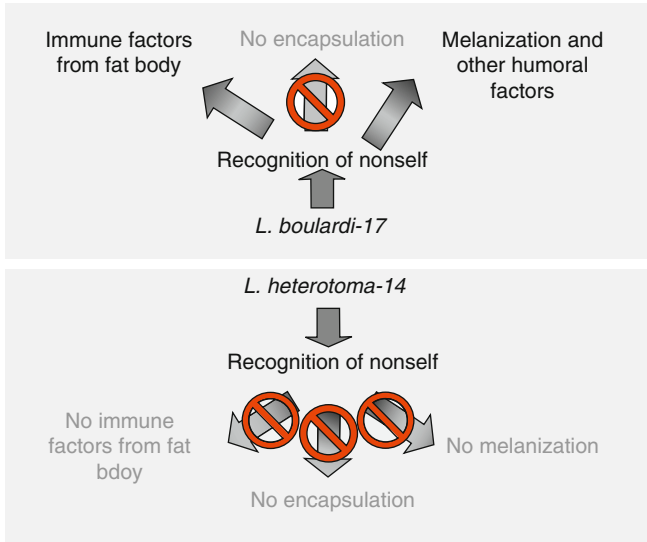 Immune factors
from fat body
No encapsulation
Melanization and
other humoral
factors
Recognition of nonself
L. boulardi-17
L. heterotoma-14
Recognition of nonself
No immune
factors from fat
bdoy
No melanization
No encapsulation